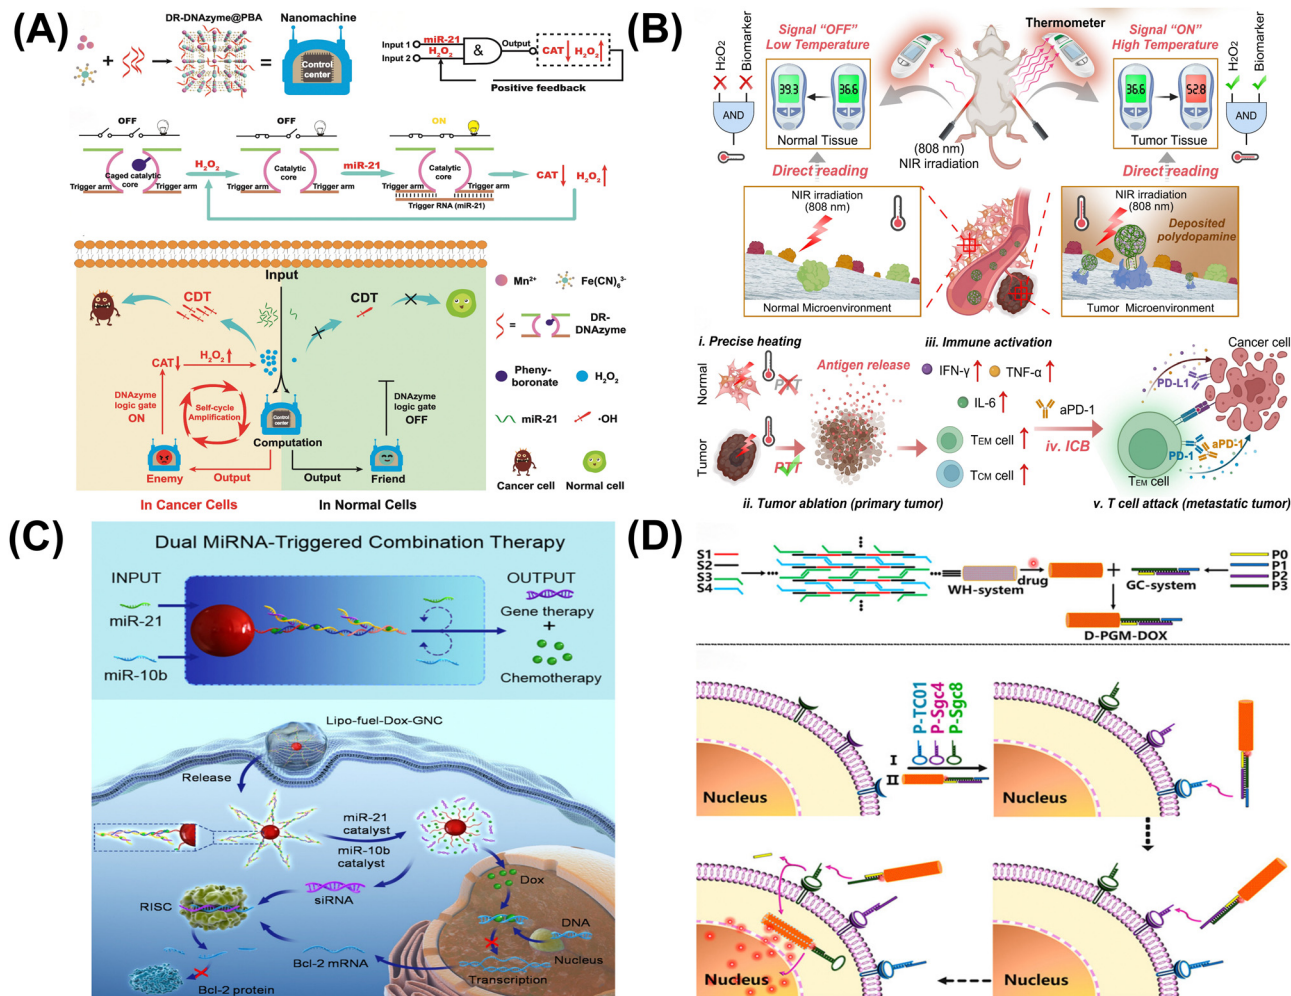 (A)
DR-DNAzyme@PBA
Nanomachine
Control
center
Input 1
miR-21
H₂O₂
Input 2
&
Output
CAT↓ H₂O₂↑
Positive feedback
OFF
OFF
ON
Caged catalytic
core
Trigger arm
Trigger arm
H₂O₂
Catalytic
core
Trigger arm
Trigger arm
miR-21
Catalytic
core
Trigger arm
Trigger arm
Trigger RNA (miR-21)
CAT↓ H₂O₂↑
Input
CDT
CDT
CAT↓
H₂O₂↑
DNAzyme
logic gate
ON
Self-cycle
Amplification
Control
center
Computation
DNAzyme
logic gate
OFF
Enemy
Output
Output
Friend
In Cancer Cells
In Normal Cells
Mn²⁺
Fe(CN)₆³⁻
=
DR-
DNAzyme
Pheny-
boronate
H₂O₂
miR-21
·OH
Cancer cell
Normal cell
(B)
Signal "OFF"
Low Temperature
Thermometer
Signal "ON"
High Temperature
H₂O₂
Biomarker
AND
39.3
36.6
Normal Tissue
(808 nm)
NIR irradiation
36.6
52.8
Tumor Tissue
H₂O₂
Biomarker
AND
Direct reading
Direct reading
NIR irradiation
(808 nm)
Normal Microenvironment
NIR irradiation
(808 nm)
Deposited
polydopamine
Tumor Microenvironment
i. Precise heating
Normal
PTT
Tumor
PTT
Antigen release
ii. Tumor ablation (primary tumor)
iii. Immune activation
IFN-γ ↑ TNF-α ↑
IL-6 ↑
TEM cell ↑
TCM cell ↑
aPD-1
iv. ICB
Cancer cell
PD-L1
aPD-1
PD-1
TEM cell
v. T cell attack (metastatic tumor)
(C)
Dual MiRNA-Triggered Combination Therapy
INPUT
miR-21
miR-10b
OUTPUT
Gene therapy
+
Chemotherapy
Lipo-fuel-Dox-GNC
Release
miR-21
catalyst
miR-10b
catalyst
siRNA
RISC
Bcl-2 mRNA
Bcl-2 protein
Dox
DNA
Nucleus
Transcription
(D)
S1
S2
S3
S4
WH-system
drug
+
GC-system
P0
P1
P2
P3
D-PGM-DOX
Nucleus
P-TC01
P-Sgc4
P-Sgc8
I
II
Nucleus
Nucleus
Nucleus